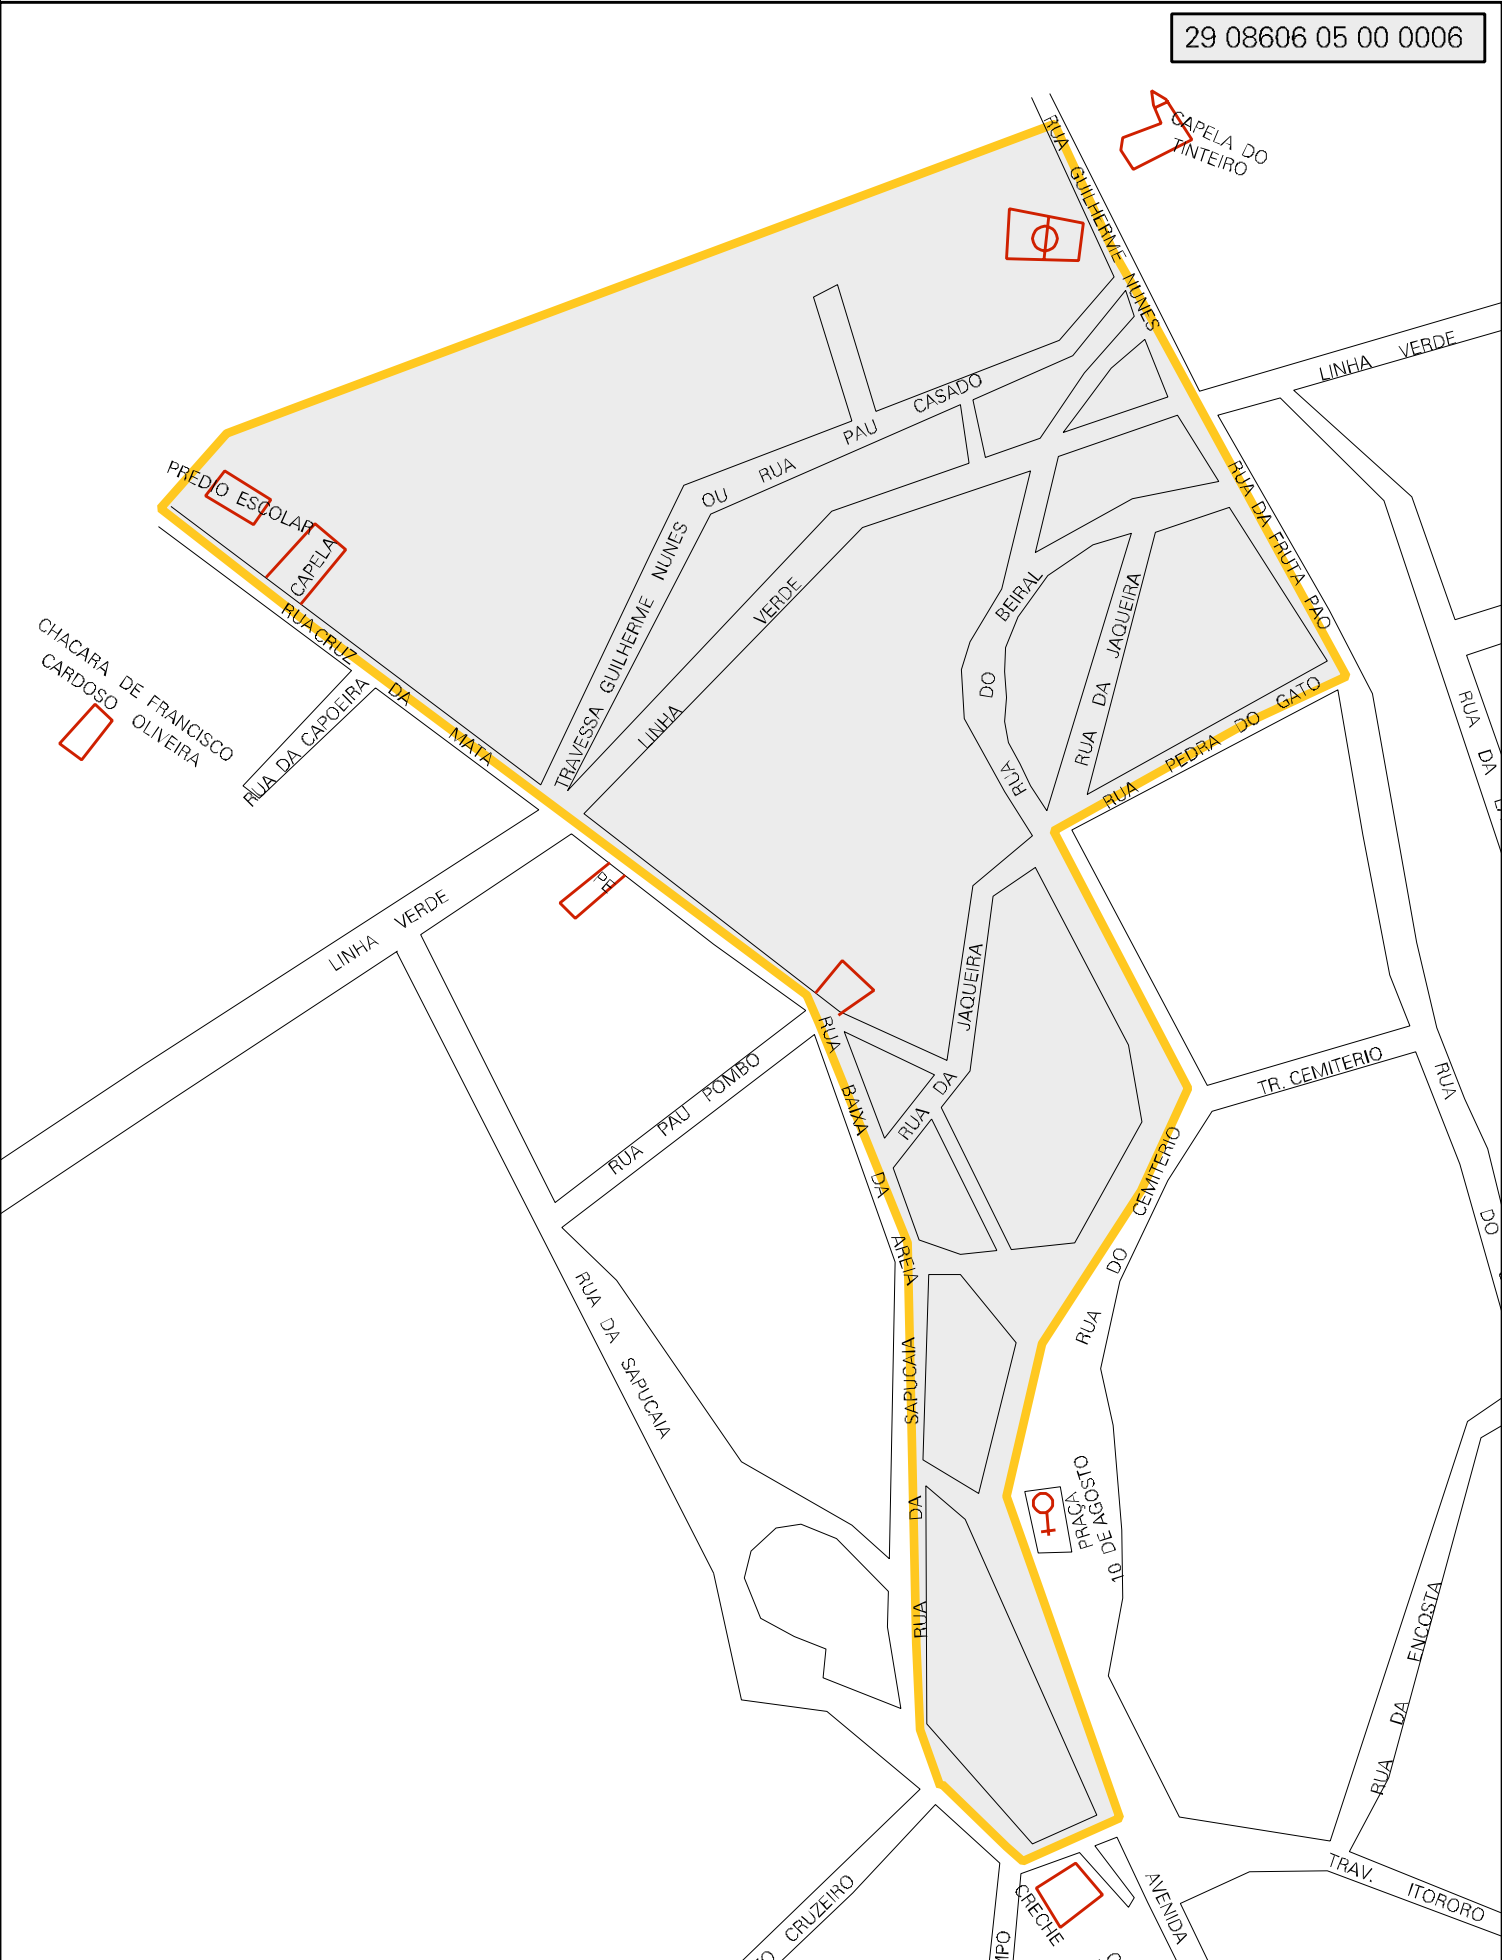 29 08606 05 00 0006
CAPELA DO
TINTEIRO
RUA GUILHERME NUNES
LINHA VERDE
CASADO
PAU
RUA
OU
TRAVESSA GUILHERME NUNES
PREDIO ESCOLAR
CAPELA
RUA DA FRUTA PAO
LINHA VERDE
RUA DO BEIRAL
RUA DA JAQUEIRA
RUA CRUZ DA MATA
CHACARA DE FRANCISCO
CARDOSO OLIVEIRA
RUA DA CAPOEIRA
RUA PEDRA DO GATO
RUA DA
LINHA VERDE
PE
RUA DA JAQUEIRA
RUA BAIXA DA AREIA
RUA PAU POMBO
TR. CEMITERIO
RUA DO
RUA DO CEMITERIO
RUA DA SAPUCAIA
RUA DA SAPUCAIA
PRAÇA
10 DE AGOSTO
RUA DA ENCOSTA
TRAV. ITORORO
AVENIDA
CRECHE
CRUZEIRO